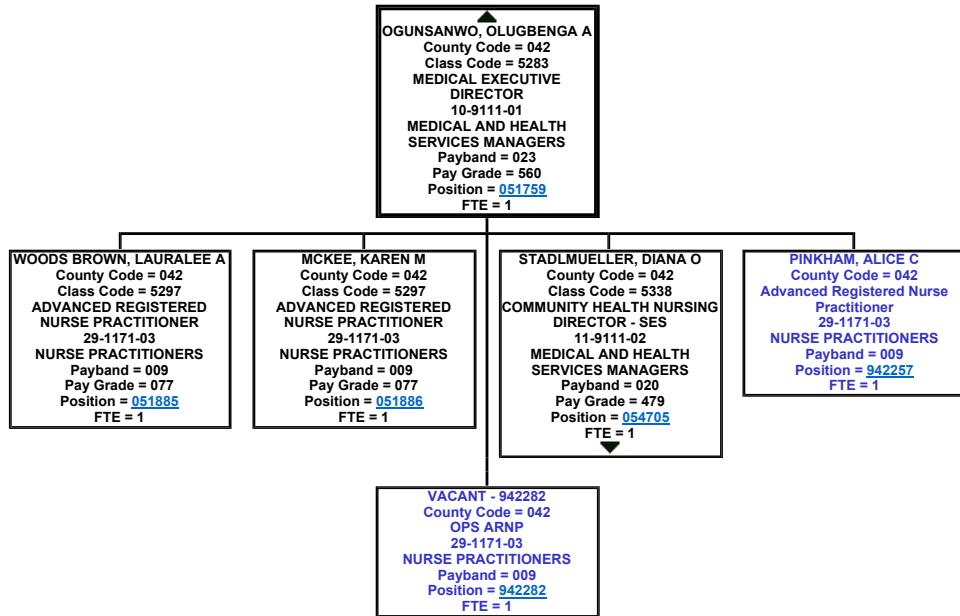 OGUNSANWO, OLUGBENGA A
County Code = 042
Class Code = 5283
MEDICAL EXECUTIVE
DIRECTOR
10-9111-01
MEDICAL AND HEALTH
SERVICES MANAGERS
Payband = 023
Pay Grade = 560
Position = 051759
FTE = 1
WOODS BROWN, LAURALEE A
County Code = 042
Class Code = 5297
ADVANCED REGISTERED
NURSE PRACTITIONER
29-1171-03
NURSE PRACTITIONERS
Payband = 009
Pay Grade = 077
Position = 051885
FTE = 1
MCKEE, KAREN M
County Code = 042
Class Code = 5297
ADVANCED REGISTERED
NURSE PRACTITIONER
29-1171-03
NURSE PRACTITIONERS
Payband = 009
Pay Grade = 077
Position = 051886
FTE = 1
STADLMUELLER, DIANA O
County Code = 042
Class Code = 5338
COMMUNITY HEALTH NURSING
DIRECTOR - SES
11-9111-02
MEDICAL AND HEALTH
SERVICES MANAGERS
Payband = 020
Pay Grade = 479
Position = 054705
FTE = 1
PINKHAM, ALICE C
County Code = 042
Advanced Registered Nurse
Practitioner
29-1171-03
NURSE PRACTITIONERS
Payband = 009
Position = 942257
FTE = 1
VACANT - 942282
County Code = 042
OPS ARNP
29-1171-03
NURSE PRACTITIONERS
Payband = 009
Position = 942282
FTE = 1